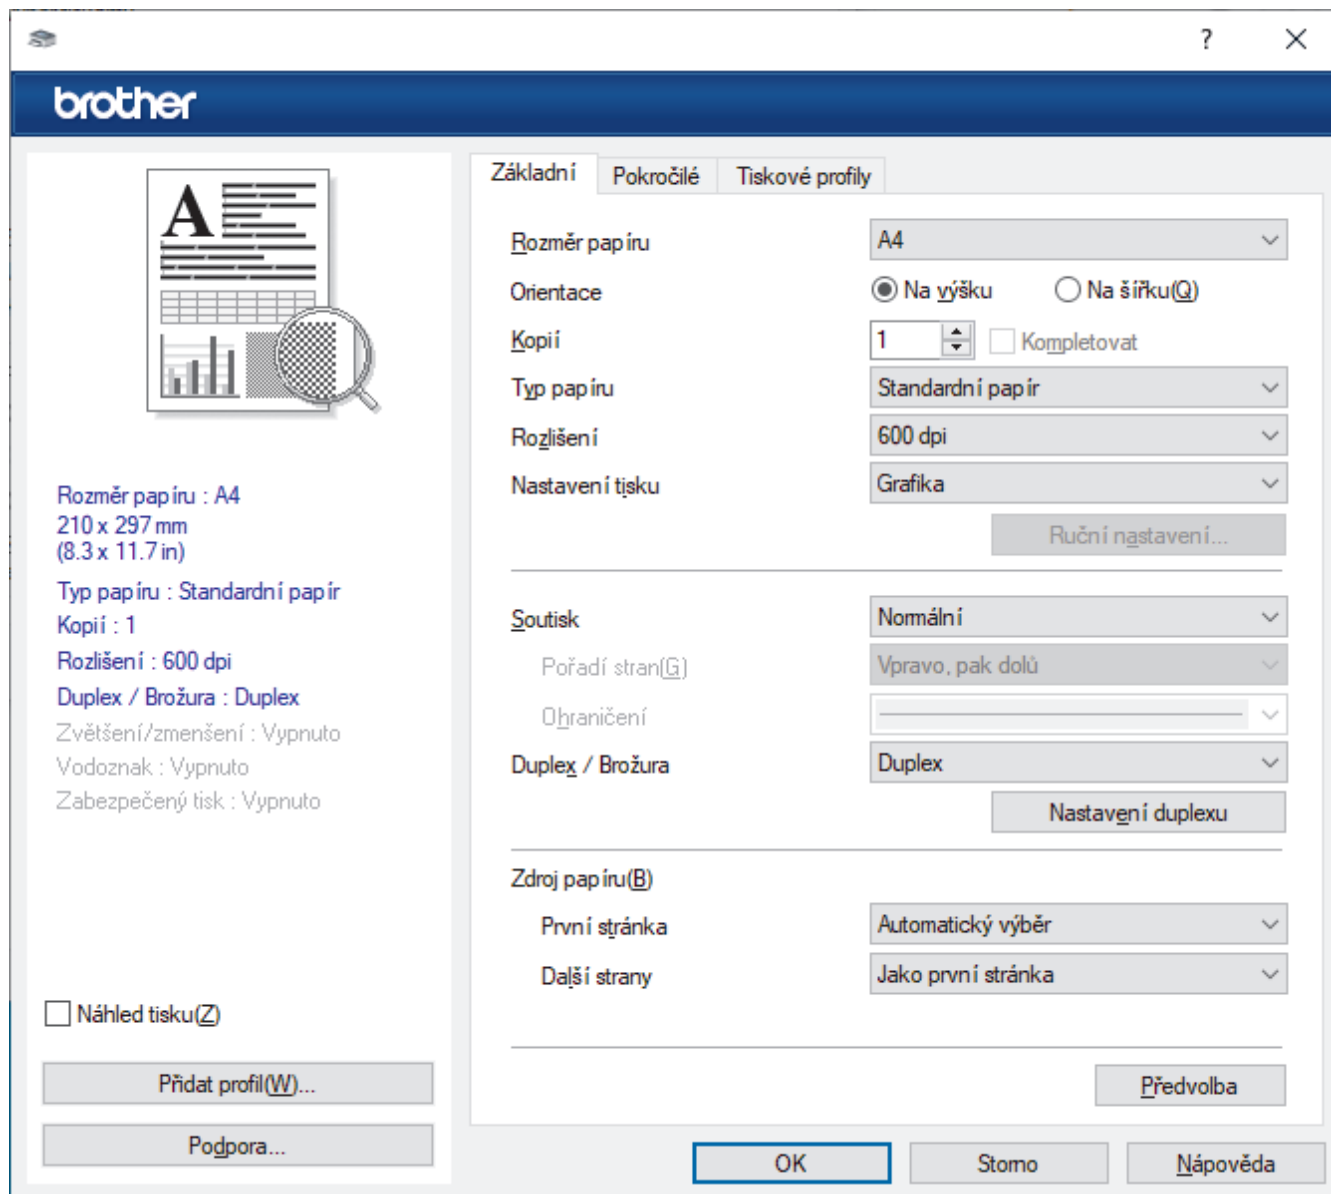 ?
brother
Základní
Pokročilé
Tiskové profily
A
Rozměr papíru
A4
Orientace
Na výšku
Na šířku(Q)
Kopií
1
Kompletovat
Typ papíru
Standardní papír
Rozlišení
600 dpi
Nastavení tisku
Grafika
Ruční nastavení...
Soutisk
Normální
Pořadí stran(G)
Vpravo, pak dolů
Ohraničení
Duplex / Brožura
Duplex
Nastavení duplexu
Zdroj papíru(B)
První stránka
Automatický výběr
Další strany
Jako první stránka
Předvolba
Rozměr papíru : A4
210 x 297 mm
(8.3 x 11.7 in)
Typ papíru : Standardní papír
Kopií : 1
Rozlišení : 600 dpi
Duplex / Brožura : Duplex
Zvětšení/zmenšení : Vypnuto
Vodoznak : Vypnuto
Zabezpečený tisk : Vypnuto
Náhled tisku(Z)
Přidat profil(W)...
Podpora...
OK
Storno
Nápověda